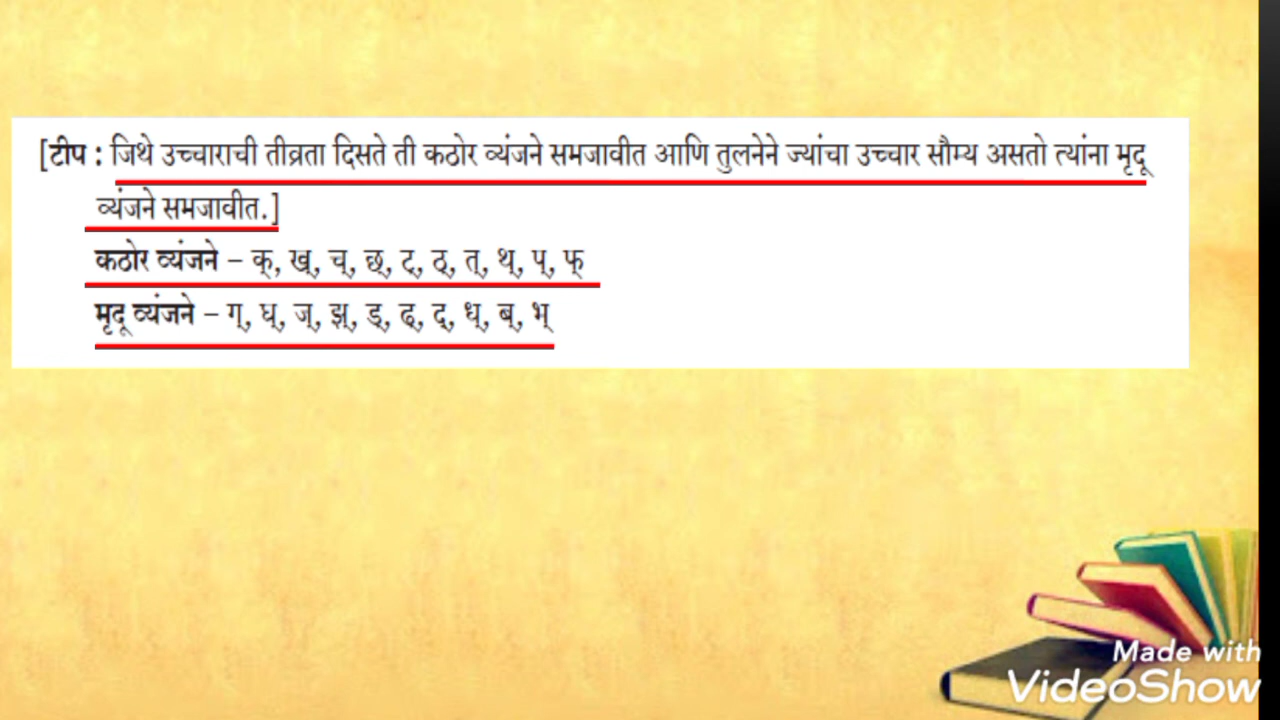 [टीप : जिथे उच्चाराची तीव्रता दिसते ती कठोर व्यंजने समजावीत आणि तुलनेने ज्यांचा उच्चार सौम्य असतो त्यांना मृदू
व्यंजने समजावीत.]
कठोर व्यंजने – क्, ख्, च्, छ्, ट्, ठ्, त्, थ्, प्, फ्
मृदू व्यंजने – ग्, घ्, ज्, झ्, ड्, ढ्, द्, ध्, ब्, भ्
Made with
VideoShow